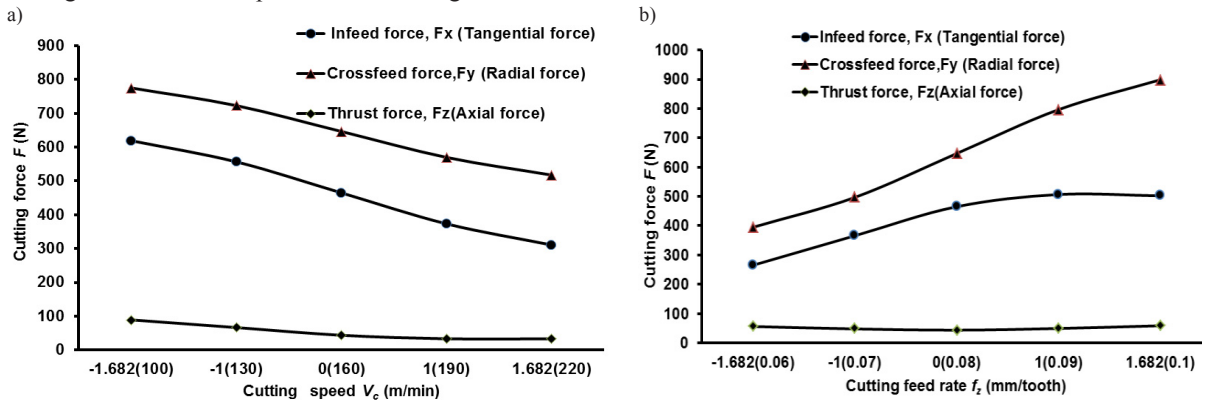 a)
Infeed force, Fx (Tangential force)
Crossfeed force,Fy (Radial force)
Thrust force, Fz(Axial force)
Cutting force F (N)
900
800
700
600
500
400
300
200
100
0
-1.682(100) -1(130) 0(160) 1(190) 1.682(220)
Cutting speed Vc (m/min)
b)
Infeed force, Fx (Tangential force)
Crossfeed force,Fy (Radial force)
Thrust force, Fz(Axial force)
Cutting force F (N)
1000
900
800
700
600
500
400
300
200
100
0
-1.682(0.06) -1(0.07) 0(0.08) 1(0.09) 1.682(0.1)
Cutting feed rate fz (mm/tooth)